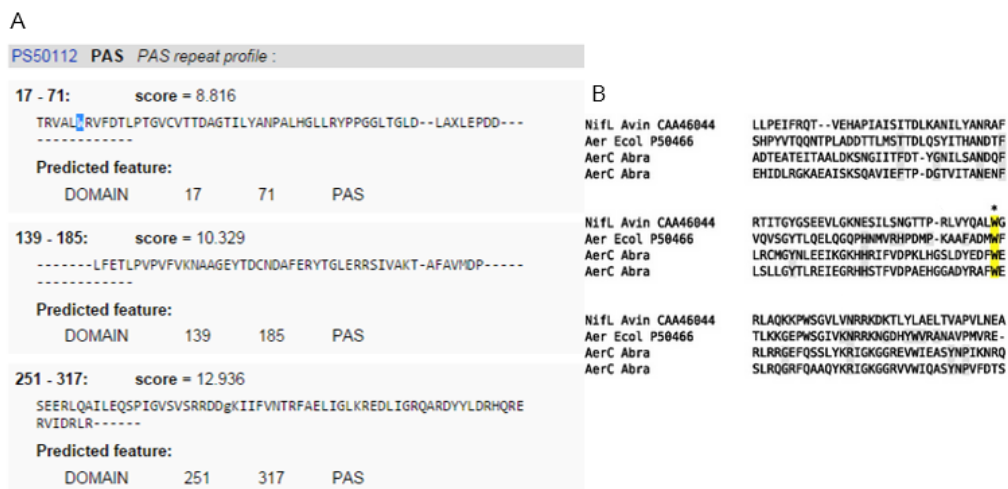 A
PS50112 PAS PAS repeat profile :
17 - 71: score = 8.816
TRVALWRVFDTLPTGVCVTTDAGTILYANPALHGLLRYPPGGLTGLD--LAXLEPDD---
-------------
Predicted feature:
DOMAIN 17 71 PAS
139 - 185: score = 10.329
-------LFETLPVPVFVKNAAGEYTDCNDAFERYTGLERRSIVAKT-AFAVMDP-----
-------------
Predicted feature:
DOMAIN 139 185 PAS
251 - 317: score = 12.936
SEERLQAILEQSPIGVSVSRRDDgKIIFVNTRFAELIGLKREDLIGRQARDYYLDRHQRE
RVIDRLR------
Predicted feature:
DOMAIN 251 317 PAS
B
NifL Avin CAA46044 LLPEIFRQT--VEHAPIAISITDLKANILYANRAF
Aer Ecol P50466 SHPYVTQQNTPLADDTTLMSTTDLQSYITHANDTF
AerC Abra ADTEATEITAALDKSNGIITFDT-YGNILSANDQF
AerC Abra EHIDLRGKAEAISKSQAVIEFTP-DGTVITANENF
*
NifL Avin CAA46044 RTITGYGSEEVLGKNESILSNGTTP-RLVYQALWG
Aer Ecol P50466 VQVSGYTLQELQGQPHNMVRHPDMP-KAAFADMWF
AerC Abra LRCMGYNLEEIKGKHHRIFVDPKLHGSLDYEDFWE
AerC Abra LSLLGYTLREIEGRHHSTFVDPAEHGGADYRAFWE
NifL Avin CAA46044 RLAQKKPWSGVLVNRRKDKTLYLAELTVAPVLNEA
Aer Ecol P50466 TLKKGEPWSGIVKNRRKNGDHYWVRANAVPMVRE-
AerC Abra RLRRGEFQSSLYKRIGKGGREVWIEASYNPIKNRQ
AerC Abra SLRQGRFQAAQYKRIGKGGRVVWIQASYNPVFDTS